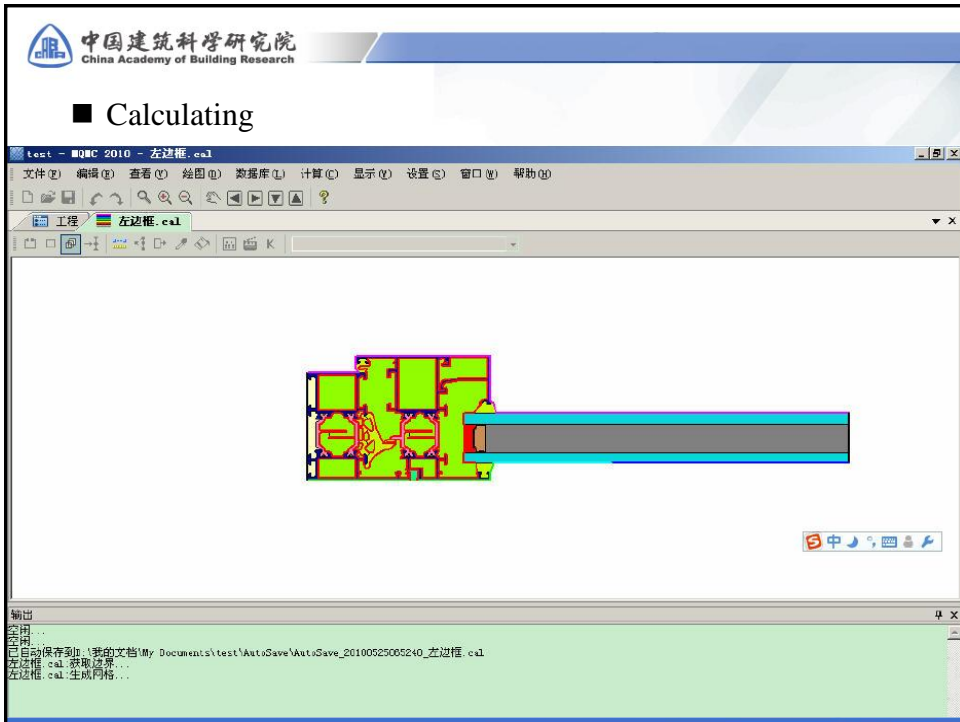 中国建筑科学研究院
China Academy of Building Research
■ Calculating
test - MQMC 2010 - 左边框.cal
文件(F) 编辑(E) 查看(V) 绘图(D) 数据库(L) 计算(C) 显示(V) 设置(S) 窗口(W) 帮助(H)
工程 左边框.cal
K
中
输出
空闲...
空闲...
已自动保存到D:\我的文档\My Documents\test\AutoSave\AutoSave_20100525085240_左边框.cal
左边框.cal:获取边界...
左边框.cal:生成网格...